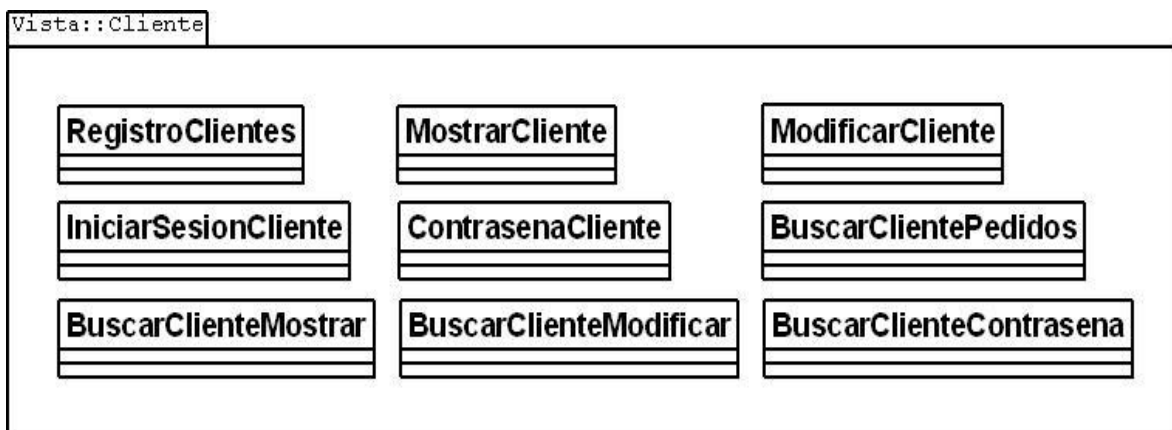 Vista::Cliente
RegistroClientes MostrarCliente ModificarCliente
IniciarSesionCliente ContrasenaCliente BuscarClientePedidos
BuscarClienteMostrar BuscarClienteModificar BuscarClienteContrasena